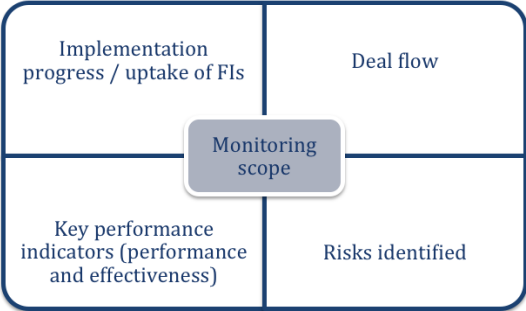 Implementation
progress / uptake of FIs
Deal flow
Monitoring
scope
Key performance
indicators (performance
and effectiveness)
Risks identified